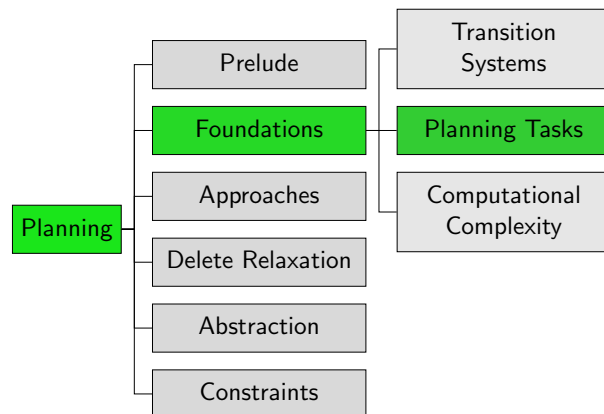 Planning
Prelude
Foundations
Approaches
Delete Relaxation
Abstraction
Constraints
Transition
Systems
Planning Tasks
Computational
Complexity